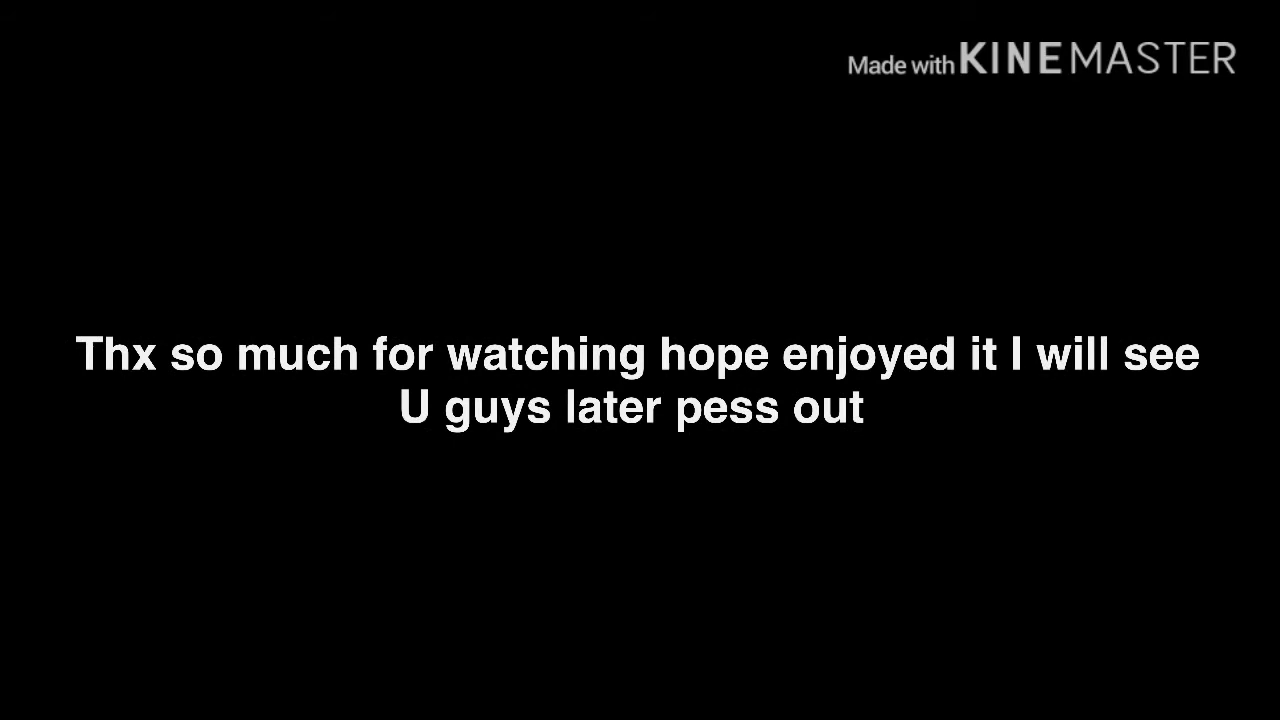 Made with KINEMASTER
Thx so much for watching hope enjoyed it I will see
U guys later pess out